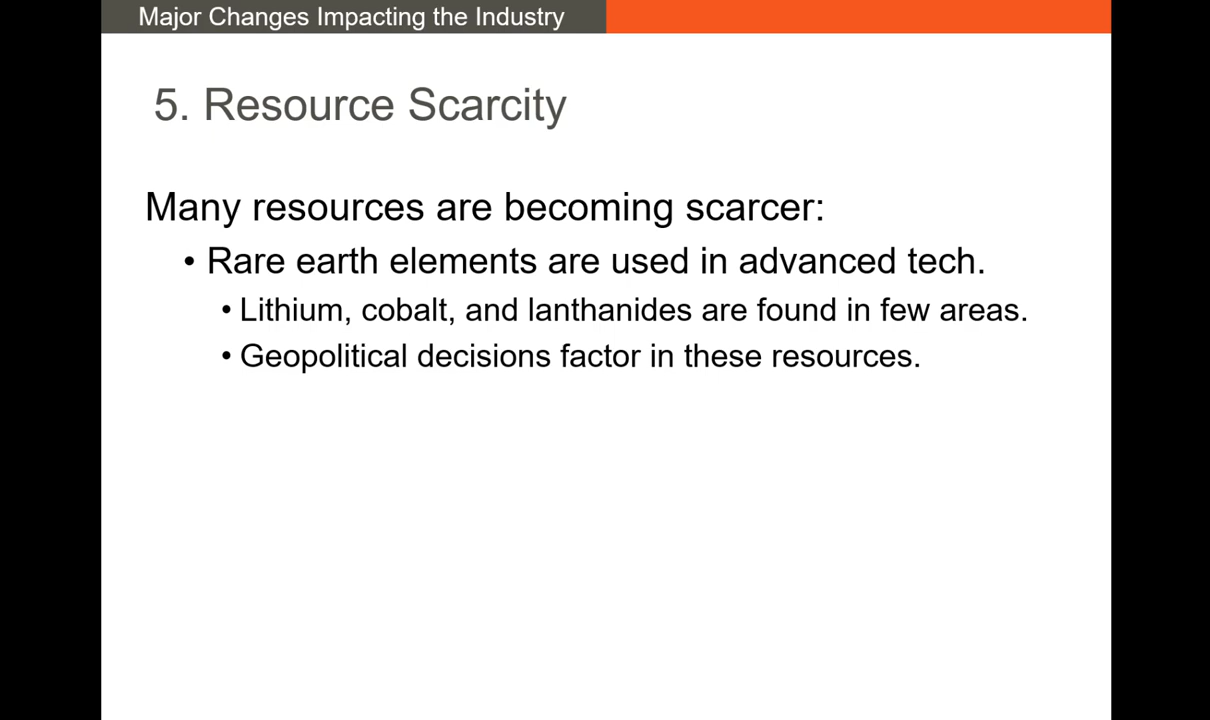 Major Changes Impacting the Industry
5. Resource Scarcity
Many resources are becoming scarcer:
• Rare earth elements are used in advanced tech.
• Lithium, cobalt, and lanthanides are found in few areas.
• Geopolitical decisions factor in these resources.